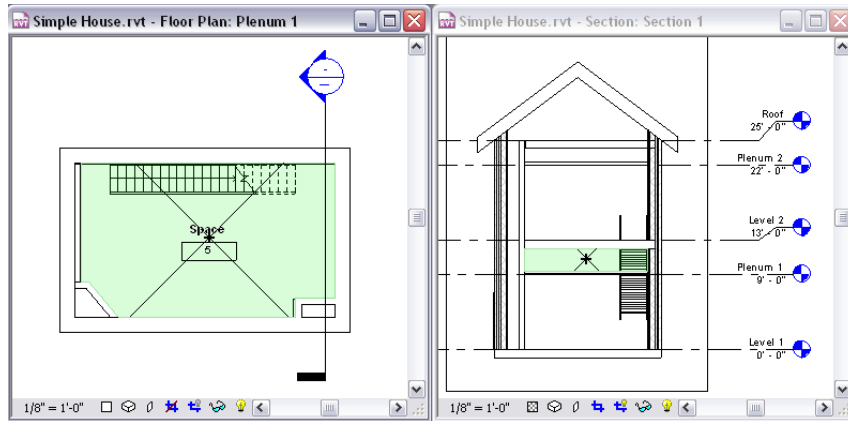 Simple House.rvt - Floor Plan: Plenum 1
Space
5
1/8" = 1'-0"
Simple House.rvt - Section: Section 1
Roof
25' - 0"
Plenum 2
22' - 0"
Level 2
13' - 0"
Plenum 1
9' - 0"
Level 1
0' - 0"
1/8" = 1'-0"